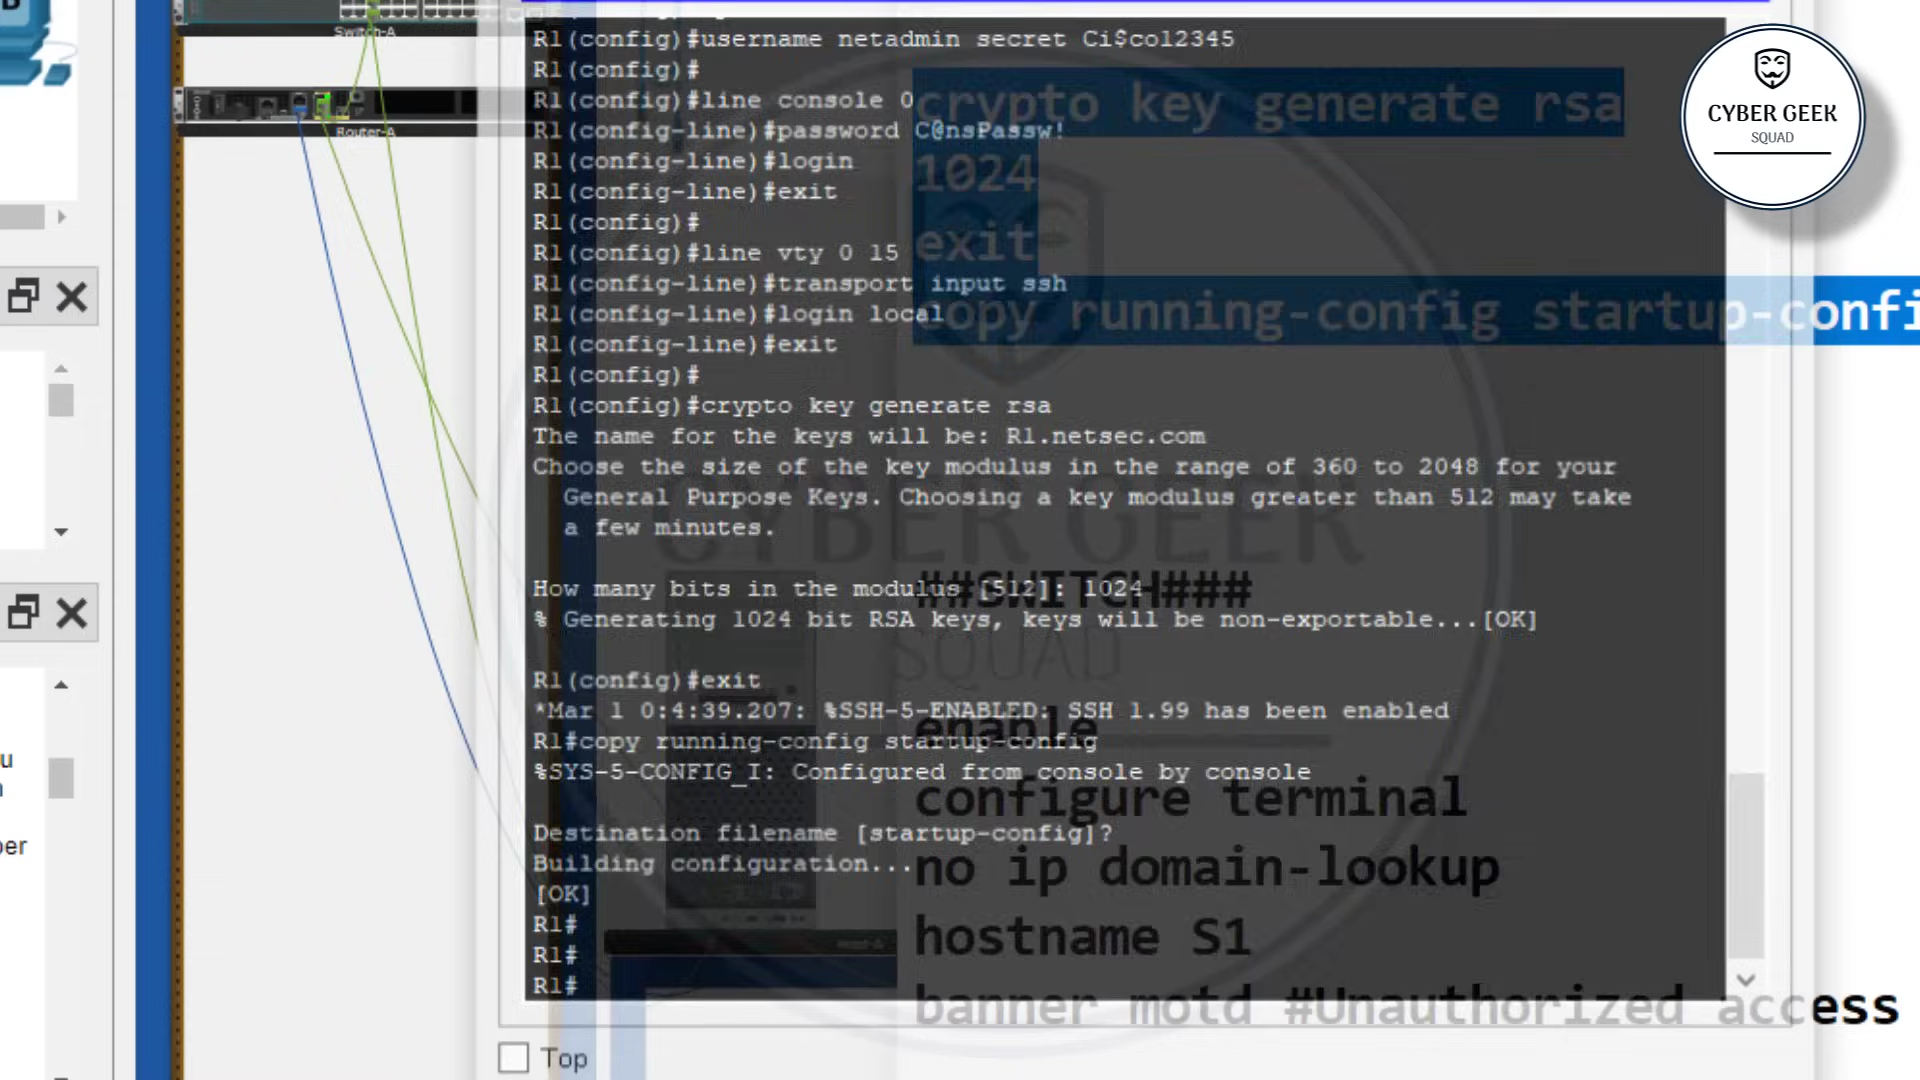 B
Switch-A
Router-A
R1(config)#username netadmin secret Ci$co12345
R1(config)#
R1(config)#line console 0
R1(config-line)#password C@nsPassw!
R1(config-line)#login
R1(config-line)#exit
R1(config)#
R1(config)#line vty 0 15
R1(config-line)#transport input ssh
R1(config-line)#login local
R1(config-line)#exit
R1(config)#
R1(config)#crypto key generate rsa
The name for the keys will be: R1.netsec.com
Choose the size of the key modulus in the range of 360 to 2048 for your
General Purpose Keys. Choosing a key modulus greater than 512 may take
a few minutes.
How many bits in the modulus [512]: 1024
% Generating 1024 bit RSA keys, keys will be non-exportable...[OK]
R1(config)#exit
*Mar 1 0:4:39.207: %SSH-5-ENABLED: SSH 1.99 has been enabled
R1#copy running-config startup-config
%SYS-5-CONFIG_I: Configured from console by console
Destination filename [startup-config]?
Building configuration...
[OK]
R1#
R1#
R1#
crypto key generate rsa
1024
exit
copy running-config startup-confi
##SWITCH###
enable
configure terminal
no ip domain-lookup
hostname S1
banner motd #Unauthorized access
CYBER GEEK
SQUAD
CYBER GEEK
SQUAD
Top